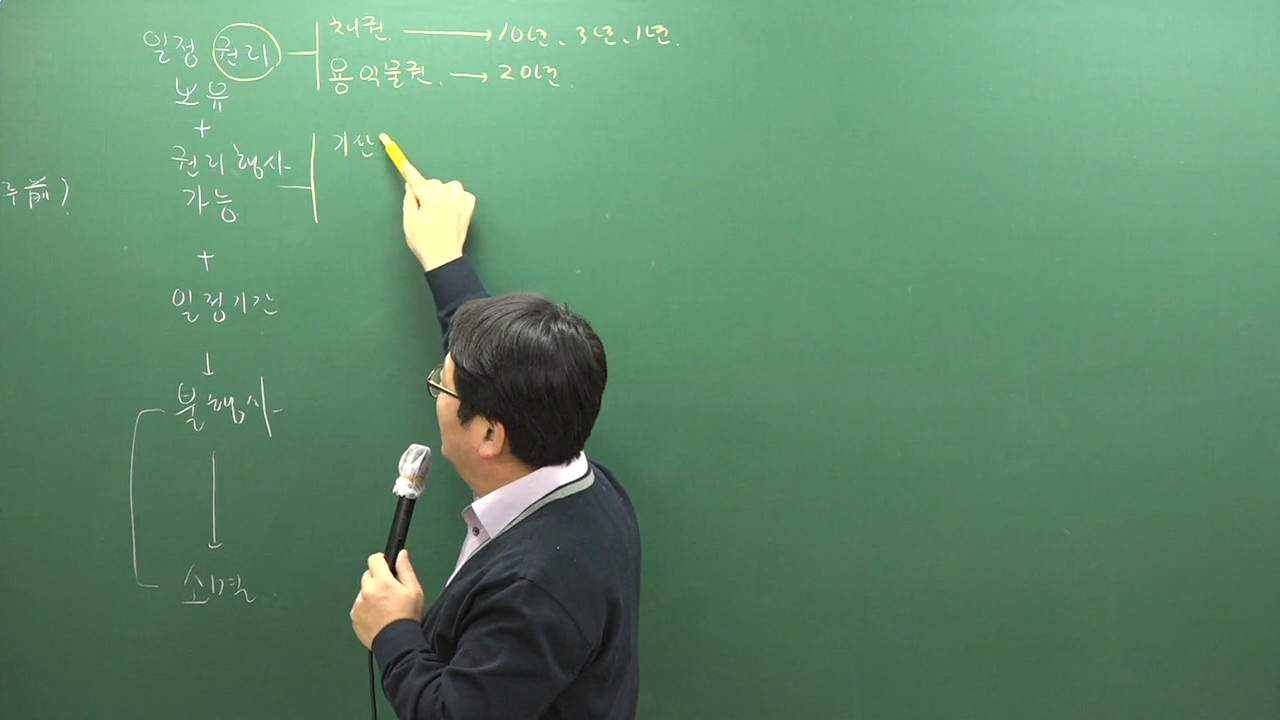 일정 권리
보유
+
권리 행사
가능
+
일정기간
↓
불행사
↓
소멸
채권 → 10년、3년、1년.
용익물권. → 20년.
기산
前)